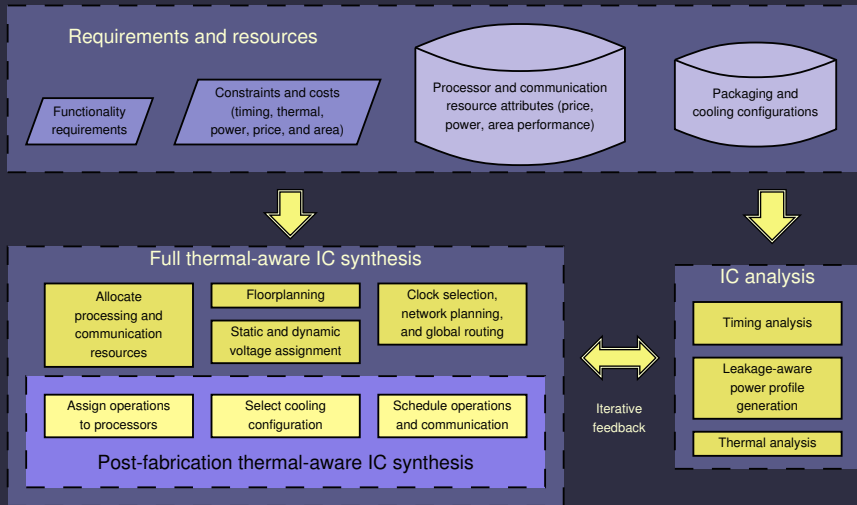 Requirements and resources
Functionality
requirements
Constraints and costs
(timing, thermal,
power, price, and area)
Processor and communication
resource attributes (price,
power, area performance)
Packaging and
cooling configurations
Full thermal-aware IC synthesis
Allocate
processing and
communication
resources
Floorplanning
Static and dynamic
voltage assignment
Clock selection,
network planning,
and global routing
Assign operations
to processors
Select cooling
configuration
Schedule operations
and communication
Post-fabrication thermal-aware IC synthesis
Iterative
feedback
IC analysis
Timing analysis
Leakage-aware
power profile
generation
Thermal analysis